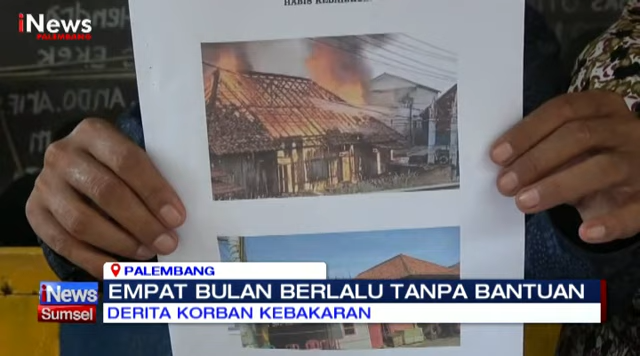 iNews
PALEMBANG
PALEMBANG
iNews
Sumsel
EMPAT BULAN BERLALU TANPA BANTUAN
DERITA KORBAN KEBAKARAN